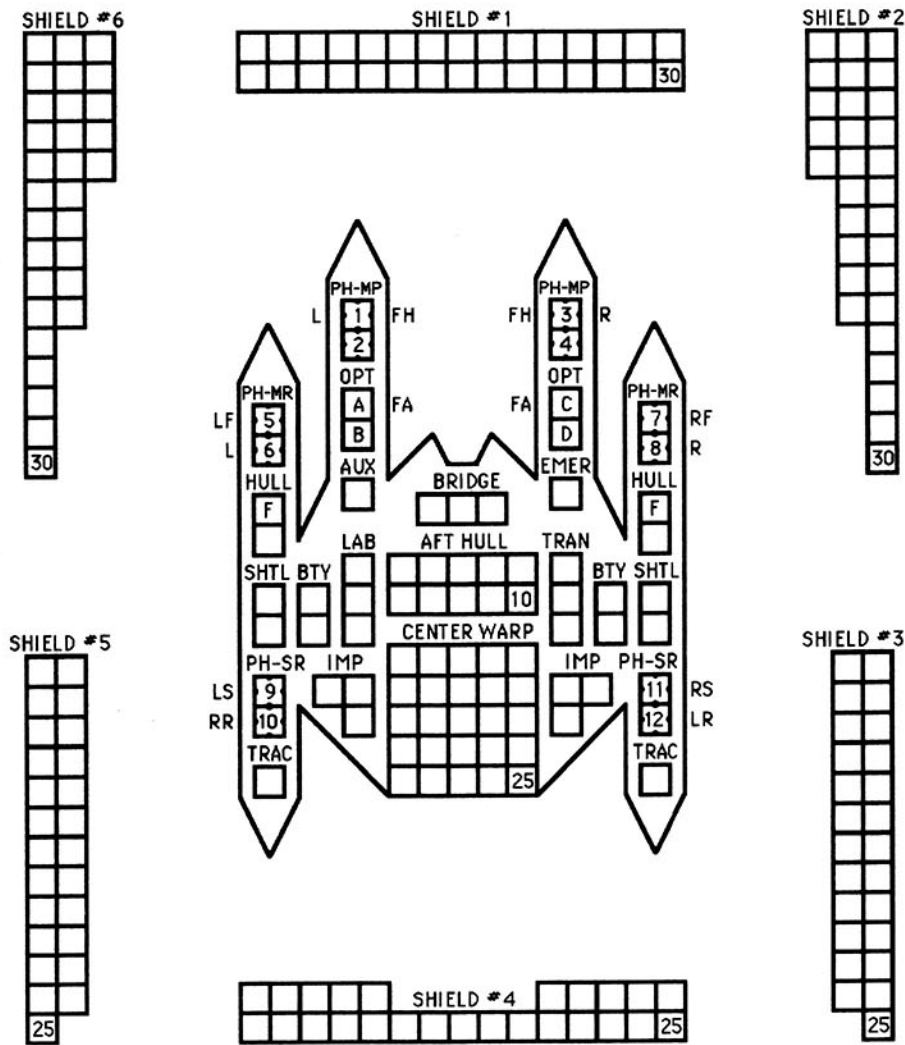 SHIELD #6
SHIELD #1
SHIELD #2
30
PH-MP
PH-MP
L 1 FH
FH 3 R
2
4
OPT
OPT
PH-MR
A FA
FA C
PH-MR
LF 5
B
D
7 RF
L 6
8 R
30
AUX
EMER
30
HULL
BRIDGE
HULL
F
F
LAB
AFT HULL
TRAN
SHTL
BTY
BTY
SHTL
10
CENTER WARP
SHIELD #5
SHIELD #3
PH-SR
IMP
IMP
PH-SR
LS 9
11 RS
RR 10
12 LR
TRAC
TRAC
25
SHIELD #4
25
25
25